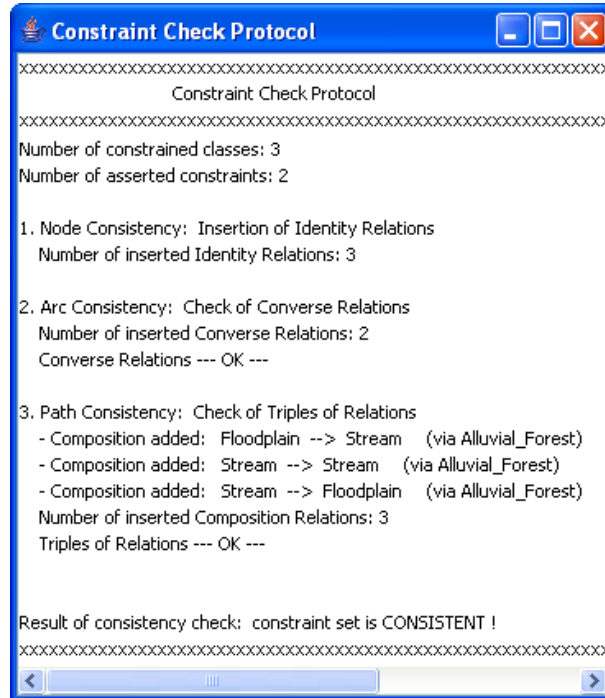 Constraint Check Protocol
xxxxxxxxxxxxxxxxxxxxxxxxxxxxxxxxxxxxxxxxxxxxxxxxxxxxxxxxxxxxxxx
Constraint Check Protocol
xxxxxxxxxxxxxxxxxxxxxxxxxxxxxxxxxxxxxxxxxxxxxxxxxxxxxxxxxxxxxxx
Number of constrained classes: 3
Number of asserted constraints: 2
1. Node Consistency: Insertion of Identity Relations
Number of inserted Identity Relations: 3
2. Arc Consistency: Check of Converse Relations
Number of inserted Converse Relations: 2
Converse Relations --- OK ---
3. Path Consistency: Check of Triples of Relations
- Composition added: Floodplain --> Stream (via Alluvial_Forest)
- Composition added: Stream --> Stream (via Alluvial_Forest)
- Composition added: Stream --> Floodplain (via Alluvial_Forest)
Number of inserted Composition Relations: 3
Triples of Relations --- OK ---
Result of consistency check: constraint set is CONSISTENT !
xxxxxxxxxxxxxxxxxxxxxxxxxxxxxxxxxxxxxxxxxxxxxxxxxxxxxxxxxxxxxxx